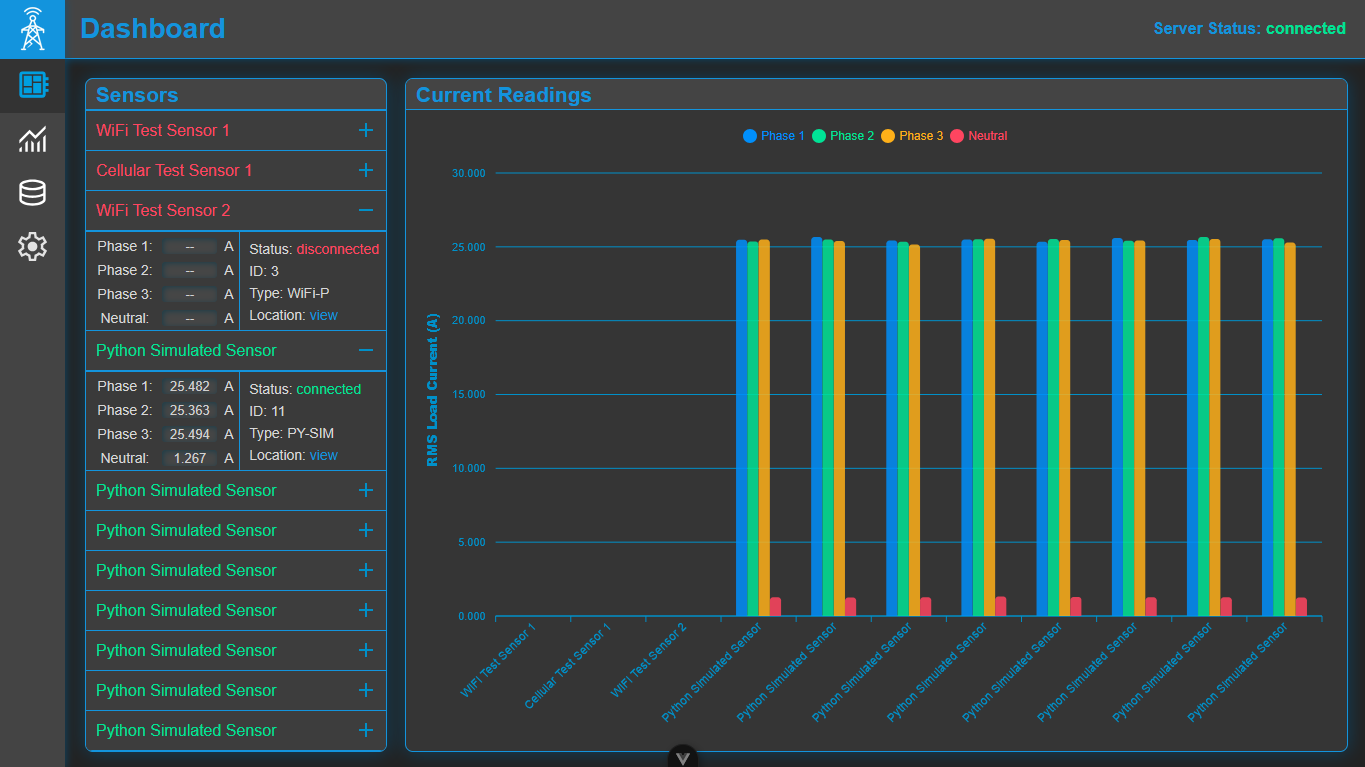 Dashboard
Server Status: connected
Sensors
WiFi Test Sensor 1
Cellular Test Sensor 1
WiFi Test Sensor 2
Phase 1: -- A
Phase 2: -- A
Phase 3: -- A
Neutral: -- A
Status: disconnected
ID: 3
Type: WiFi-P
Location: view
Python Simulated Sensor
Phase 1: 25.482 A
Phase 2: 25.363 A
Phase 3: 25.494 A
Neutral: 1.267 A
Status: connected
ID: 11
Type: PY-SIM
Location: view
Python Simulated Sensor
Python Simulated Sensor
Python Simulated Sensor
Python Simulated Sensor
Python Simulated Sensor
Python Simulated Sensor
Python Simulated Sensor
Current Readings
Phase 1 Phase 2 Phase 3 Neutral
30.000
25.000
20.000
15.000
10.000
5.000
0.000
RMS Load Current (A)
WiFi Test Sensor 1
Cellular Test Sensor 1
WiFi Test Sensor 2
Python Simulated Sensor
Python Simulated Sensor
Python Simulated Sensor
Python Simulated Sensor
Python Simulated Sensor
Python Simulated Sensor
Python Simulated Sensor
Python Simulated Sensor